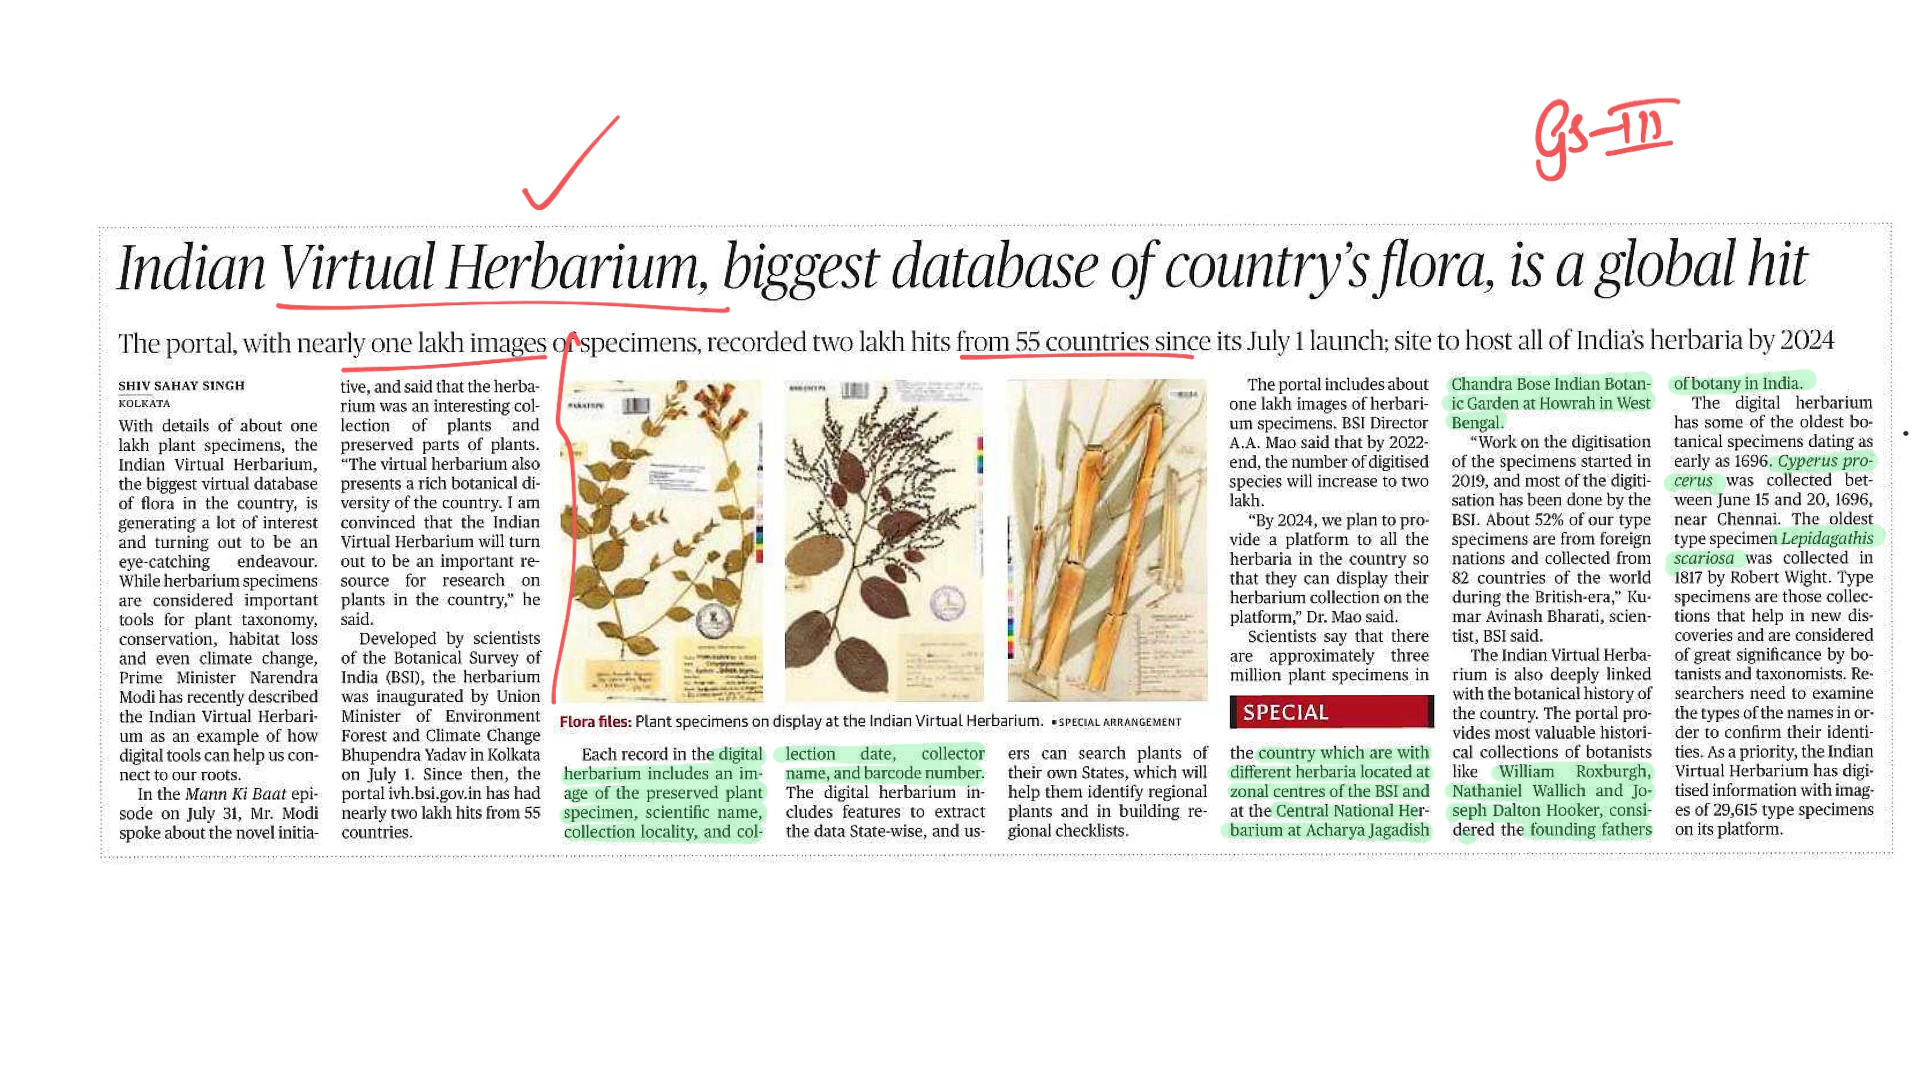 GS-III
Indian Virtual Herbarium, biggest database of country's flora, is a global hit
The portal, with nearly one lakh images of specimens, recorded two lakh hits from 55 countries since its July 1 launch; site to host all of India's herbaria by 2024
SHIV SAHAY SINGH
KOLKATA
With details of about one
lakh plant specimens, the
Indian Virtual Herbarium,
the biggest virtual database
of flora in the country, is
generating a lot of interest
and turning out to be an
eye-catching endeavour.
While herbarium specimens
are considered important
tools for plant taxonomy,
conservation, habitat loss
and even climate change,
Prime Minister Narendra
Modi has recently described
the Indian Virtual Herbari-
um as an example of how
digital tools can help us con-
nect to our roots.
In the Mann Ki Baat epi-
sode on July 31, Mr. Modi
spoke about the novel initia-
tive, and said that the herba-
rium was an interesting col-
lection of plants and
preserved parts of plants.
“The virtual herbarium also
presents a rich botanical di-
versity of the country. I am
convinced that the Indian
Virtual Herbarium will turn
out to be an important re-
source for research on
plants in the country,” he
said.
Developed by scientists
of the Botanical Survey of
India (BSI), the herbarium
was inaugurated by Union
Minister of Environment
Forest and Climate Change
Bhupendra Yadav in Kolkata
on July 1. Since then, the
portal ivh.bsi.gov.in has had
nearly two lakh hits from 55
countries.
Flora files: Plant specimens on display at the Indian Virtual Herbarium. ▪SPECIAL ARRANGEMENT
Each record in the digital
herbarium includes an im-
age of the preserved plant
specimen, scientific name,
collection locality, and col-
lection date, collector
name, and barcode number.
The digital herbarium in-
cludes features to extract
the data State-wise, and us-
ers can search plants of
their own States, which will
help them identify regional
plants and in building re-
gional checklists.
The portal includes about
one lakh images of herbari-
um specimens. BSI Director
A.A. Mao said that by 2022-
end, the number of digitised
species will increase to two
lakh.
“By 2024, we plan to pro-
vide a platform to all the
herbaria in the country so
that they can display their
herbarium collection on the
platform,” Dr. Mao said.
Scientists say that there
are approximately three
million plant specimens in
SPECIAL
the country which are with
different herbaria located at
zonal centres of the BSI and
at the Central National Her-
barium at Acharya Jagadish
Chandra Bose Indian Botan-
ic Garden at Howrah in West
Bengal.
“Work on the digitisation
of the specimens started in
2019, and most of the digiti-
sation has been done by the
BSI. About 52% of our type
specimens are from foreign
nations and collected from
82 countries of the world
during the British-era,” Ku-
mar Avinash Bharati, scien-
tist, BSI said.
The Indian Virtual Herba-
rium is also deeply linked
with the botanical history of
the country. The portal pro-
vides most valuable histori-
cal collections of botanists
like William Roxburgh,
Nathaniel Wallich and Jo-
seph Dalton Hooker, consi-
dered the founding fathers
of botany in India.
The digital herbarium
has some of the oldest bo-
tanical specimens dating as
early as 1696. Cyperus pro-
cerus was collected bet-
ween June 15 and 20, 1696,
near Chennai. The oldest
type specimen Lepidagathis
scariosa was collected in
1817 by Robert Wight. Type
specimens are those collec-
tions that help in new dis-
coveries and are considered
of great significance by bo-
tanists and taxonomists. Re-
searchers need to examine
the types of the names in or-
der to confirm their identi-
ties. As a priority, the Indian
Virtual Herbarium has digi-
tised information with imag-
es of 29,615 type specimens
on its platform.